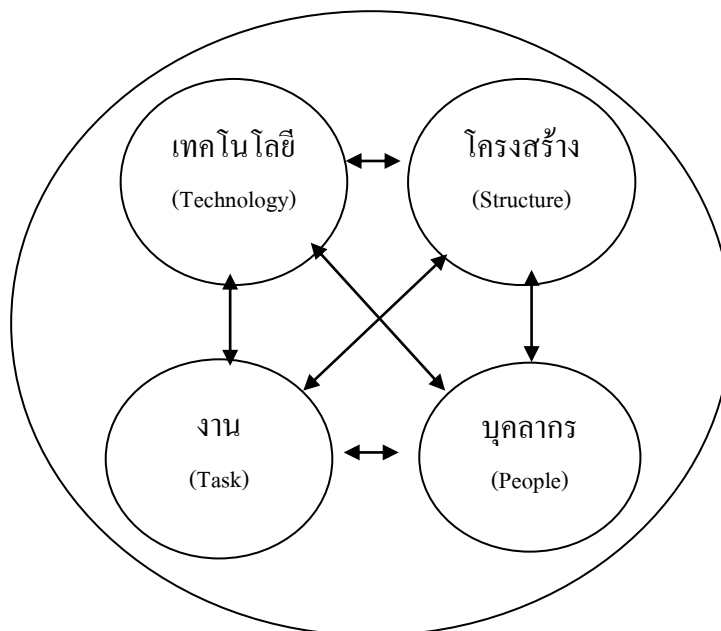 เทคโนโลยี
(Technology)
โครงสร้าง
(Structure)
งาน
(Task)
บุคลากร
(People)